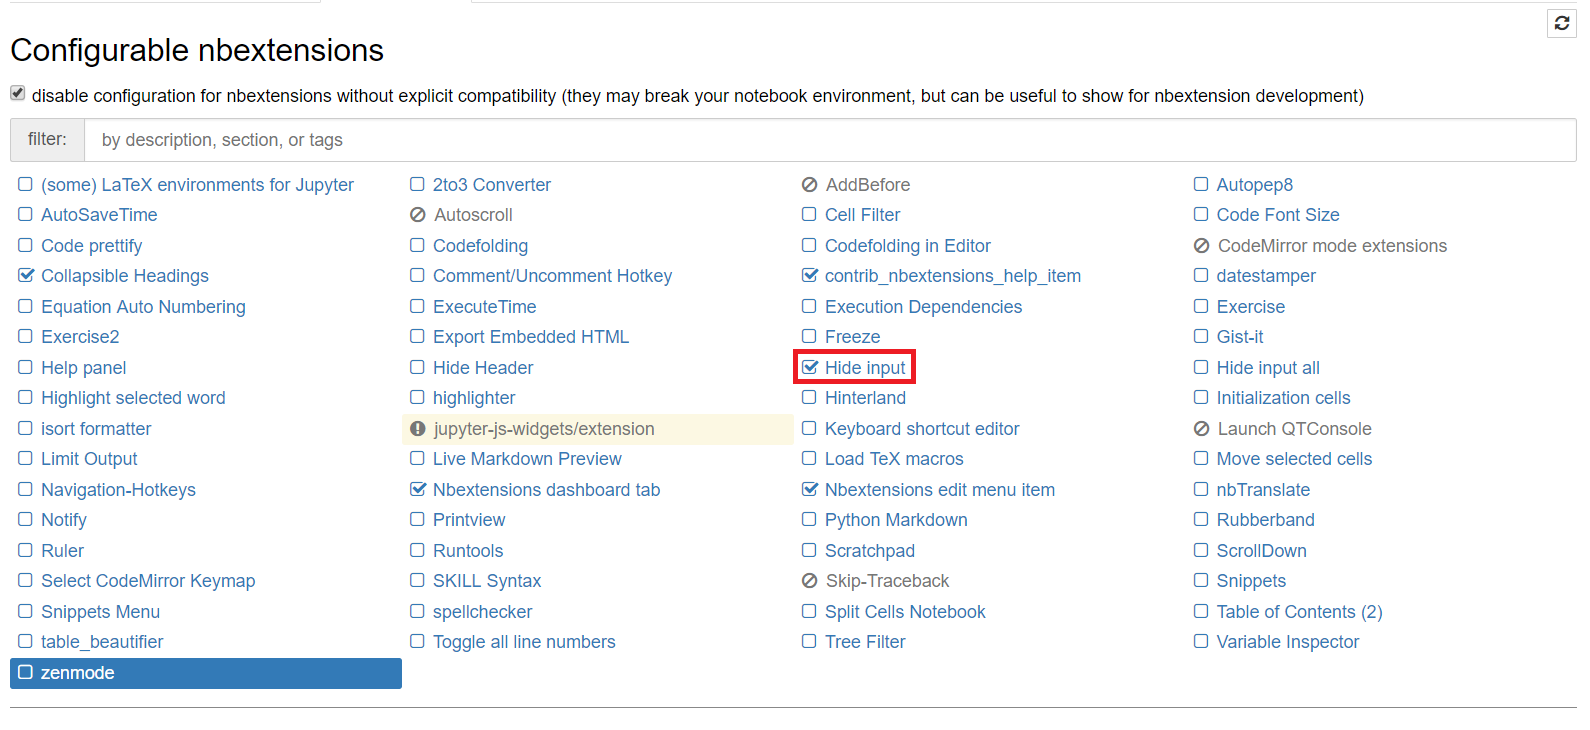 Configurable nbextensions
disable configuration for nbextensions without explicit compatibility (they may break your notebook environment, but can be useful to show for nbextension development)
filter: by description, section, or tags
(some) LaTeX environments for Jupyter 2to3 Converter AddBefore Autopep8
AutoSaveTime Autoscroll Cell Filter Code Font Size
Code prettify Codefolding Codefolding in Editor CodeMirror mode extensions
Collapsible Headings Comment/Uncomment Hotkey contrib_nbextensions_help_item datestamper
Equation Auto Numbering ExecuteTime Execution Dependencies Exercise
Exercise2 Export Embedded HTML Freeze Gist-it
Help panel Hide Header Hide input Hide input all
Highlight selected word highlighter Hinterland Initialization cells
isort formatter jupyter-js-widgets/extension Keyboard shortcut editor Launch QTConsole
Limit Output Live Markdown Preview Load TeX macros Move selected cells
Navigation-Hotkeys Nbextensions dashboard tab Nbextensions edit menu item nbTranslate
Notify Printview Python Markdown Rubberband
Ruler Runtools Scratchpad ScrollDown
Select CodeMirror Keymap SKILL Syntax Skip-Traceback Snippets
Snippets Menu spellchecker Split Cells Notebook Table of Contents (2)
table_beautifier Toggle all line numbers Tree Filter Variable Inspector
zenmode